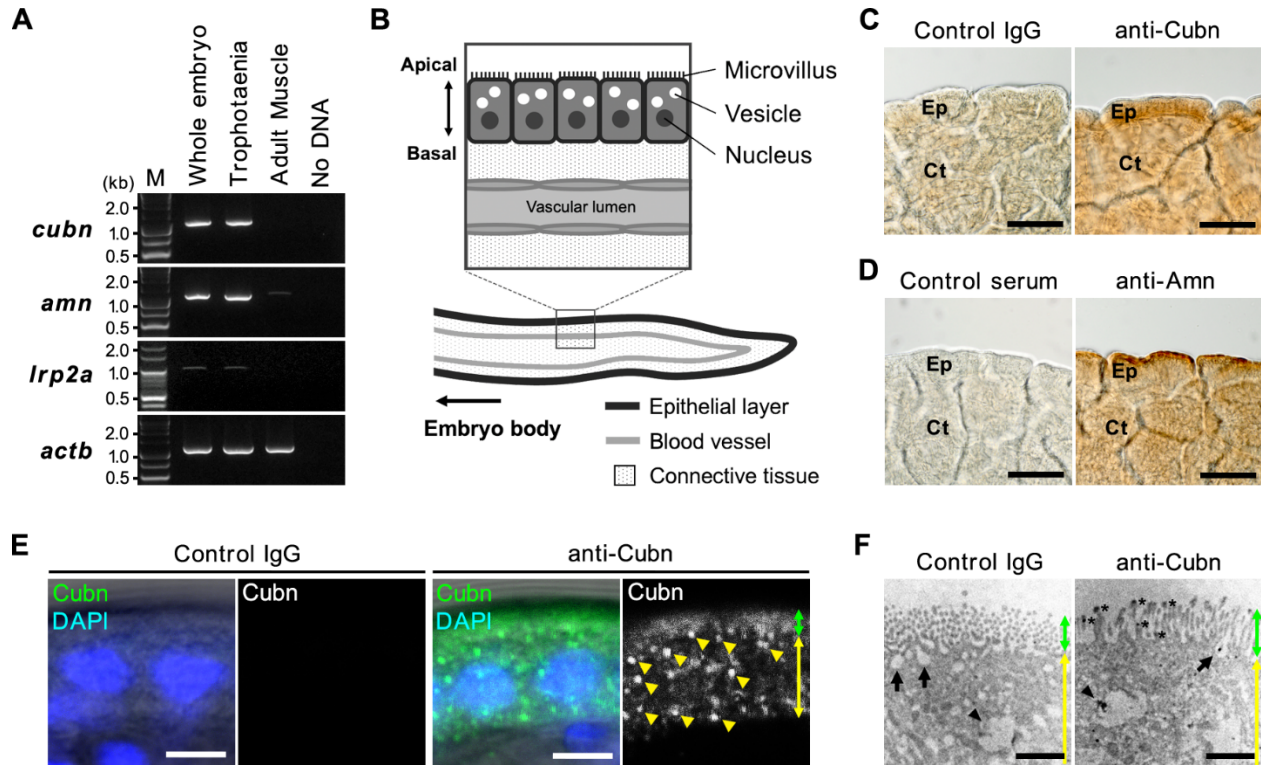 A
(kb)
M
Whole embryo
Trophotaenia
Adult Muscle
No DNA
cubn
2.0
1.0
0.5
amn
2.0
1.0
0.5
lrp2a
2.0
1.0
0.5
actb
2.0
1.0
0.5
B
Apical
Basal
Microvillus
Vesicle
Nucleus
Vascular lumen
Embryo body
Epithelial layer
Blood vessel
Connective tissue
C
Control IgG
anti-Cubn
Ep
Ct
Ep
Ct
D
Control serum
anti-Amn
Ep
Ct
Ep
Ct
E
Control IgG
anti-Cubn
Cubn
DAPI
Cubn
Cubn
DAPI
Cubn
F
Control IgG
anti-Cubn
* * * * * *